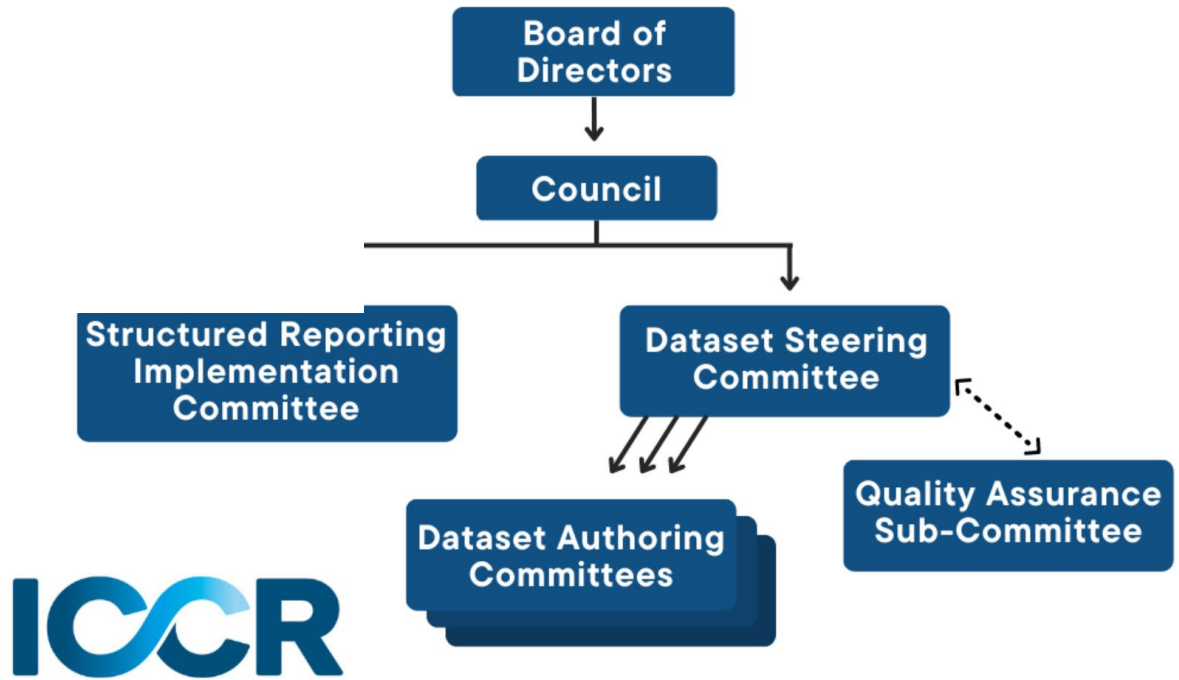 Board of
Directors
Council
Structured Reporting
Implementation
Committee
Dataset Steering
Committee
Quality Assurance
Sub-Committee
Dataset Authoring
Committees
ICCR